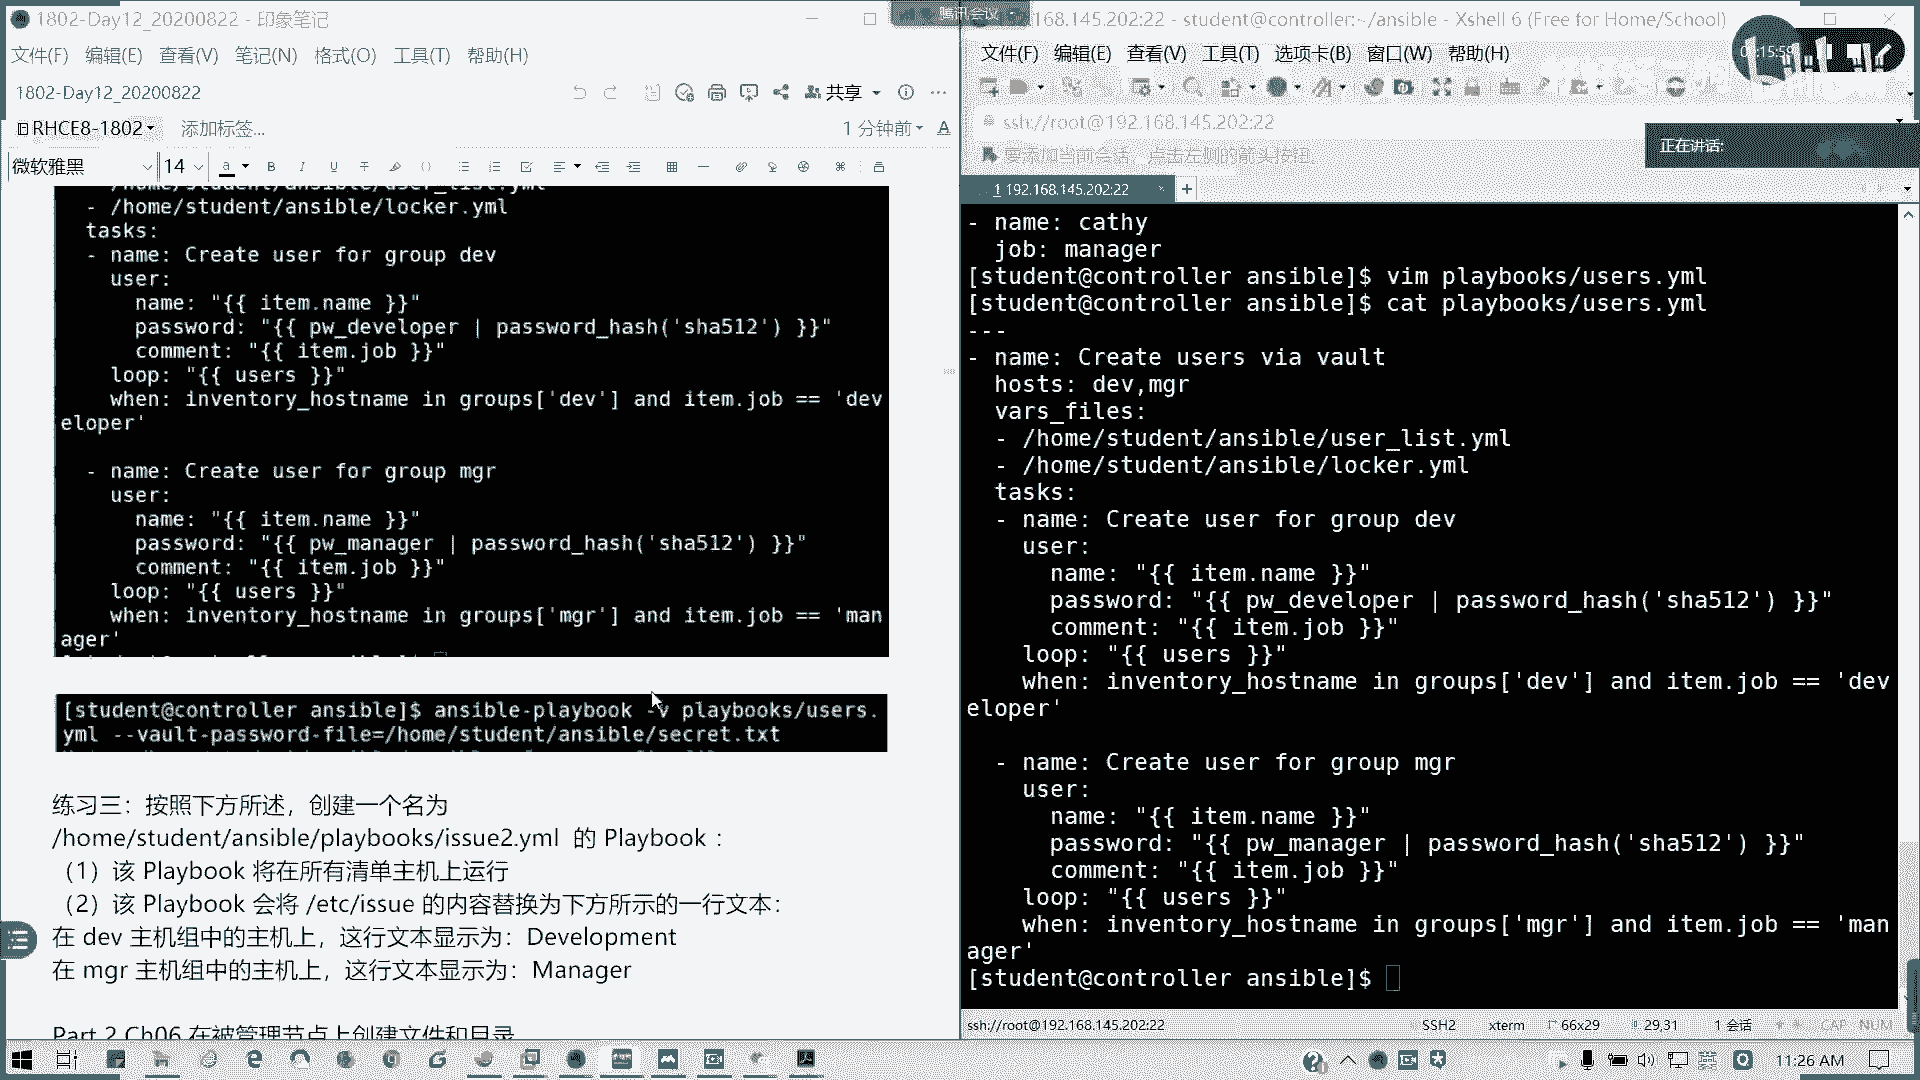 1802-Day12_20200822 - 印象笔记
文件(F) 编辑(E) 查看(V) 笔记(N) 格式(O) 工具(T) 帮助(H)
1802-Day12_20200822
共享
RHCE8-1802 添加标签...
1 分钟前
微软雅黑 14
- /home/student/ansible/locker.yml
tasks:
- name: Create user for group dev
user:
name: "{{ item.name }}"
password: "{{ pw_developer | password_hash('sha512') }}"
comment: "{{ item.job }}"
loop: "{{ users }}"
when: inventory_hostname in groups['dev'] and item.job == 'dev
eloper'
- name: Create user for group mgr
user:
name: "{{ item.name }}"
password: "{{ pw_manager | password_hash('sha512') }}"
comment: "{{ item.job }}"
loop: "{{ users }}"
when: inventory_hostname in groups['mgr'] and item.job == 'man
ager'
[student@controller ansible]$ ansible-playbook -v playbooks/users.
yml --vault-password-file=/home/student/ansible/secret.txt
练习三：按照下方所述，创建一个名为
/home/student/ansible/playbooks/issue2.yml 的 Playbook：
（1）该 Playbook 将在所有清单主机上运行
（2）该 Playbook 会将 /etc/issue 的内容替换为下方所示的一行文本：
在 dev 主机组中的主机上，这行文本显示为：Development
在 mgr 主机组中的主机上，这行文本显示为：Manager
Part 2 Ch06 在被管理节点上创建文件和目录
腾讯会议
168.145.202:22 - student@controller:~/ansible - Xshell 6 (Free for Home/School)
文件(F) 编辑(E) 查看(V) 工具(T) 选项卡(B) 窗口(W) 帮助(H)
ssh://root@192.168.145.202:22
要添加当前会话，点击左侧的箭头按钮。
正在讲话:
1 192.168.145.202:22
- name: cathy
job: manager
[student@controller ansible]$ vim playbooks/users.yml
[student@controller ansible]$ cat playbooks/users.yml
---
- name: Create users via vault
hosts: dev,mgr
vars_files:
- /home/student/ansible/user_list.yml
- /home/student/ansible/locker.yml
tasks:
- name: Create user for group dev
user:
name: "{{ item.name }}"
password: "{{ pw_developer | password_hash('sha512') }}"
comment: "{{ item.job }}"
loop: "{{ users }}"
when: inventory_hostname in groups['dev'] and item.job == 'dev
eloper'
- name: Create user for group mgr
user:
name: "{{ item.name }}"
password: "{{ pw_manager | password_hash('sha512') }}"
comment: "{{ item.job }}"
loop: "{{ users }}"
when: inventory_hostname in groups['mgr'] and item.job == 'man
ager'
[student@controller ansible]$
ssh://root@192.168.145.202:22 SSH2 xterm 66x29 29,31 1 会话 CAP NUM
英 11:26 AM